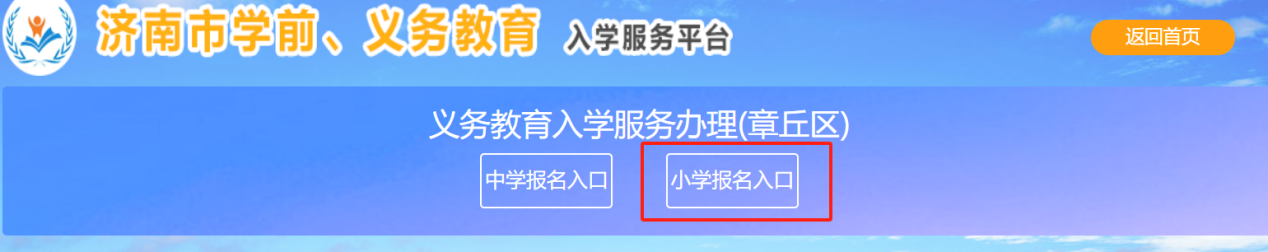 济南市学前、义务教育 入学服务平台
返回首页
义务教育入学服务办理(章丘区)
中学报名入口 小学报名入口